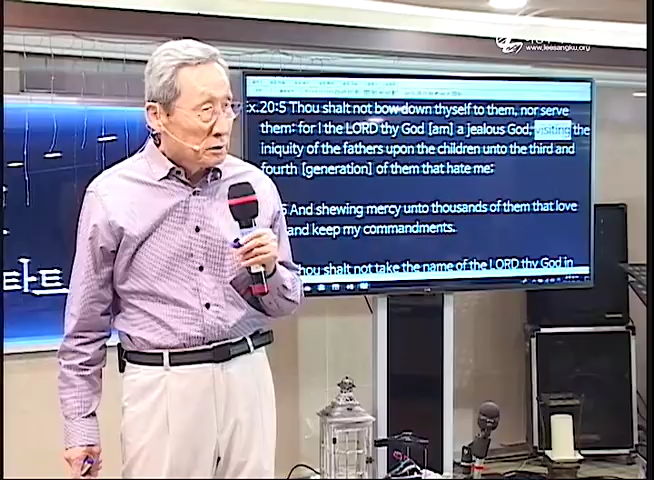 www.leesangku.org
x.20:5 Thou shalt not bow down thyself to them, nor serve
them: for I the LORD thy God [am] a jealous God, visiting the
iniquity of the fathers upon the children unto the third and
fourth [generation] of them that hate me;
6 And shewing mercy unto thousands of them that love
and keep my commandments.
hou shalt not take the name of the LORD thy God in
타트